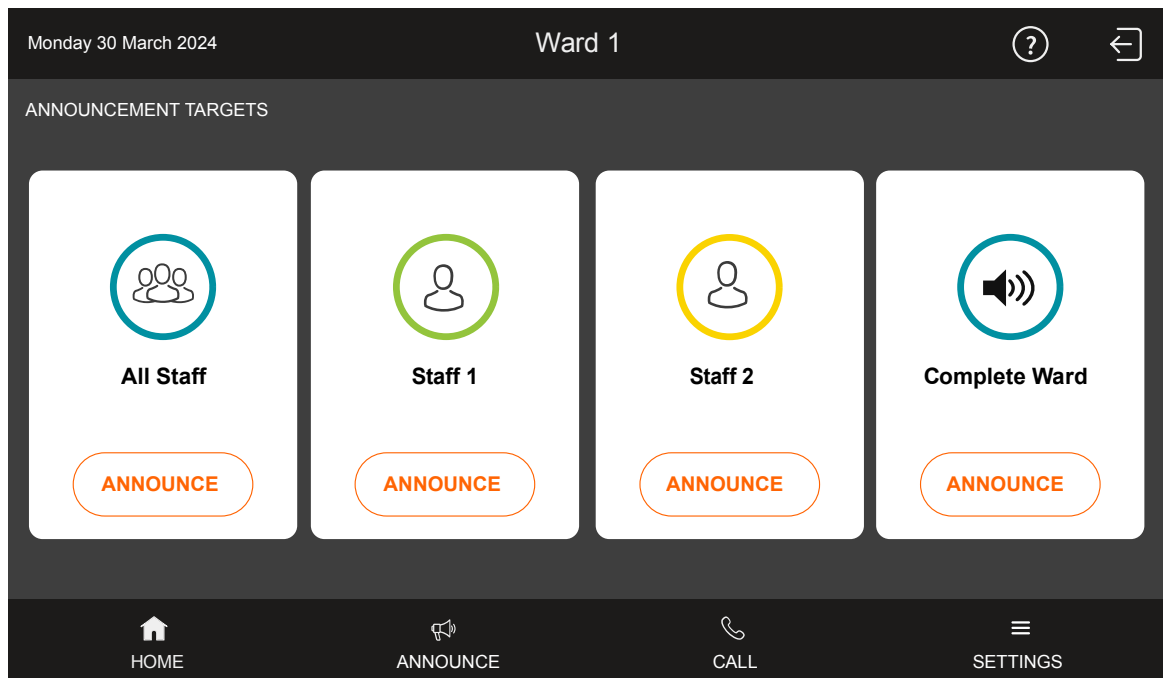 Monday 30 March 2024
Ward 1
?
ANNOUNCEMENT TARGETS
All Staff
Staff 1
Staff 2
Complete Ward
ANNOUNCE
ANNOUNCE
ANNOUNCE
ANNOUNCE
HOME
ANNOUNCE
CALL
SETTINGS